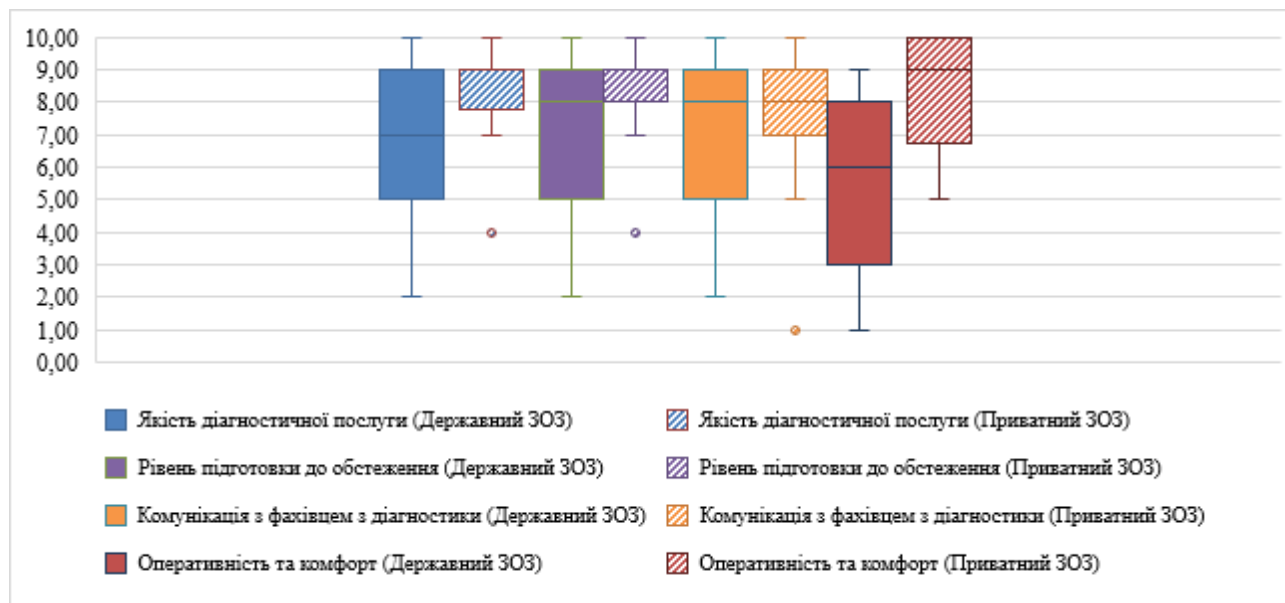 10,00
9,00
8,00
7,00
6,00
5,00
4,00
3,00
2,00
1,00
0,00
Якість діагностичної послуги (Державний ЗОЗ)
Якість діагностичної послуги (Приватний ЗОЗ)
Рівень підготовки до обстеження (Державний ЗОЗ)
Рівень підготовки до обстеження (Приватний ЗОЗ)
Комунікація з фахівцем з діагностики (Державний ЗОЗ)
Комунікація з фахівцем з діагностики (Приватний ЗОЗ)
Оперативність та комфорт (Державний ЗОЗ)
Оперативність та комфорт (Приватний ЗОЗ)